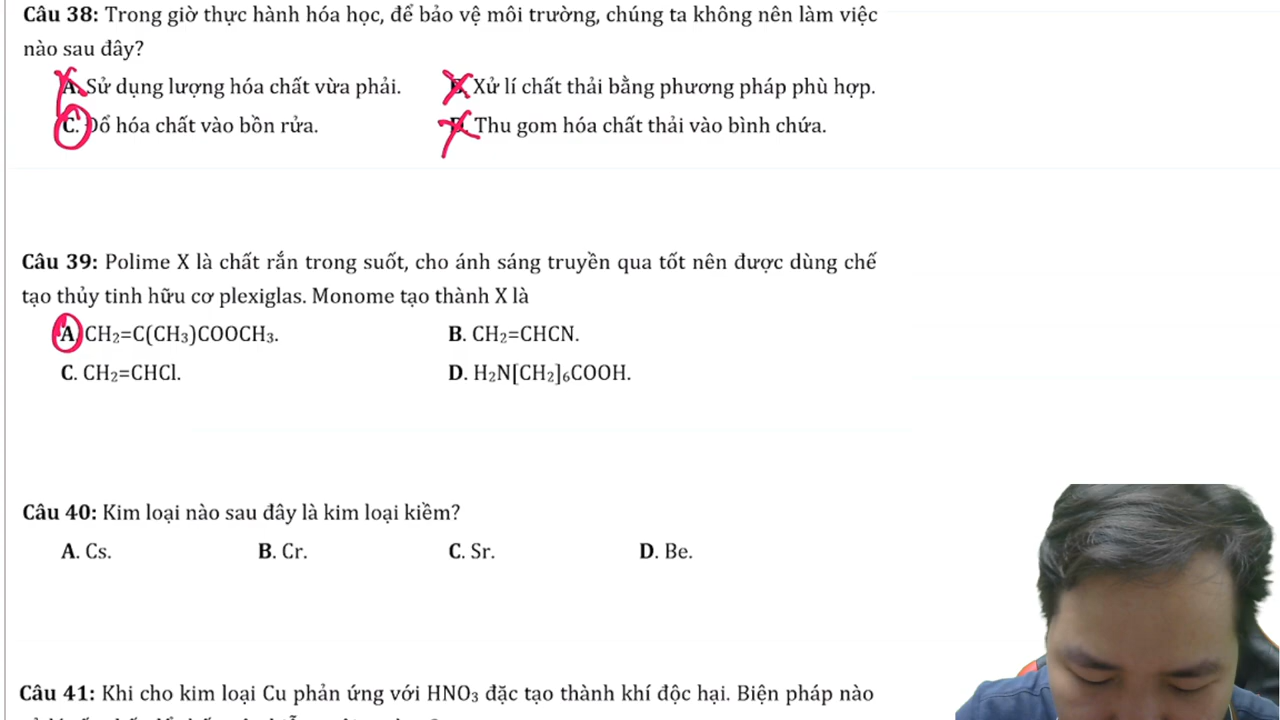 Câu 38: Trong giờ thực hành hóa học, để bảo vệ môi trường, chúng ta không nên làm việc
nào sau đây?
A. Sử dụng lượng hóa chất vừa phải. B. Xử lí chất thải bằng phương pháp phù hợp.
C. Đổ hóa chất vào bồn rửa. D. Thu gom hóa chất thải vào bình chứa.
Câu 39: Polime X là chất rắn trong suốt, cho ánh sáng truyền qua tốt nên được dùng chế
tạo thủy tinh hữu cơ plexiglas. Monome tạo thành X là
A. CH₂=C(CH₃)COOCH₃. B. CH₂=CHCN.
C. CH₂=CHCl. D. H₂N[CH₂]₆COOH.
Câu 40: Kim loại nào sau đây là kim loại kiềm?
A. Cs. B. Cr. C. Sr. D. Be.
Câu 41: Khi cho kim loại Cu phản ứng với HNO₃ đặc tạo thành khí độc hại. Biện pháp nào